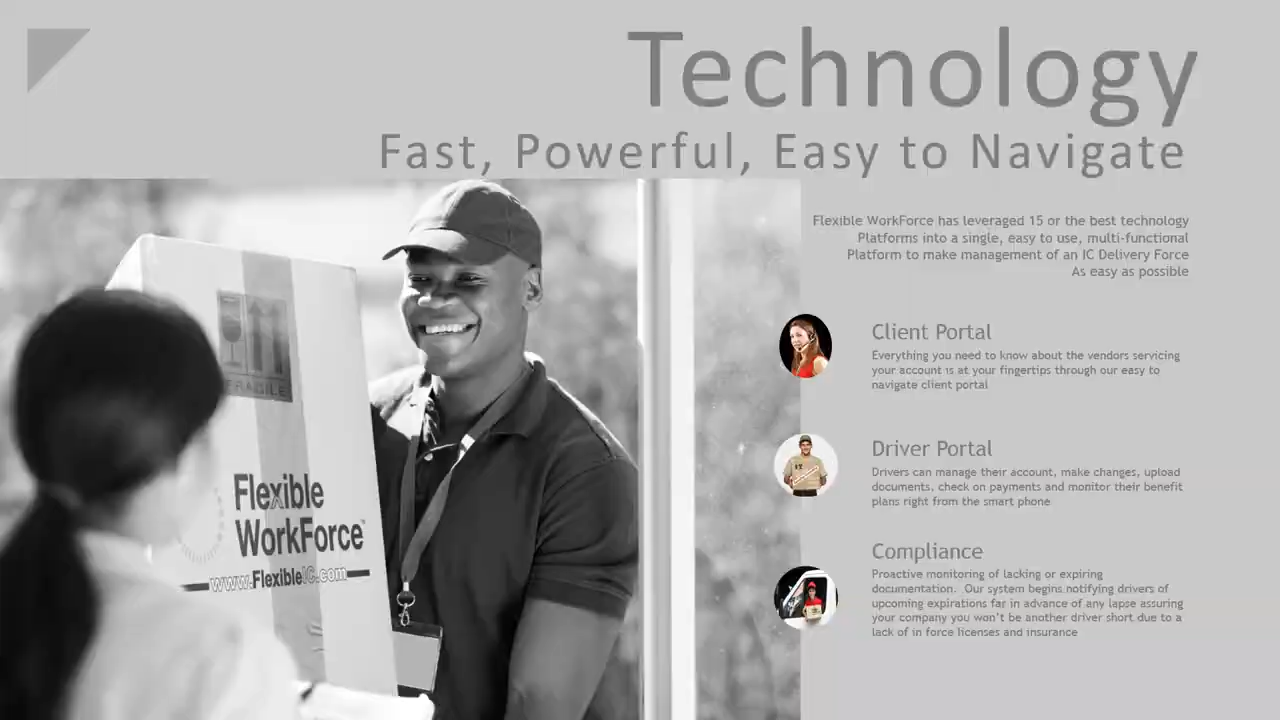 Technology
Fast, Powerful, Easy to Navigate
Flexible WorkForce has leveraged 15 or the best technology
Platforms into a single, easy to use, multi-functional
Platform to make management of an IC Delivery Force
As easy as possible
FRAGILE
Flexible
WorkForce™
www.FlexibleIC.com
Client Portal
Everything you need to know about the vendors servicing
your account is at your fingertips through our easy to
navigate client portal
Driver Portal
Drivers can manage their account, make changes, upload
documents, check on payments and monitor their benefit
plans right from the smart phone
Compliance
Proactive monitoring of lacking or expiring
documentation. Our system begins notifying drivers of
upcoming expirations far in advance of any lapse assuring
your company you won't be another driver short due to a
lack of in force licenses and insurance